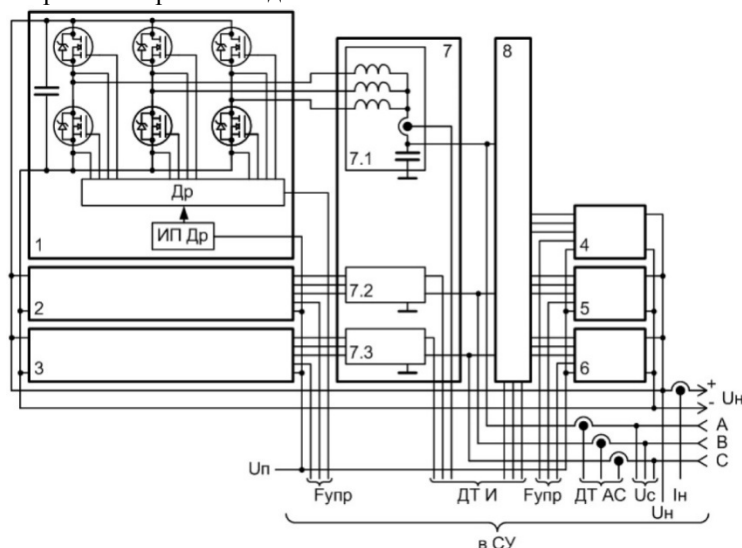 7
8
7.1
Др
ИП Др
1
4
2
7.2
5
3
7.3
6
+
- Uн
A
B
C
Uп
Fупр
ДТ И
Fупр
ДТ АС
Uс
Iн
Uн
в СУ